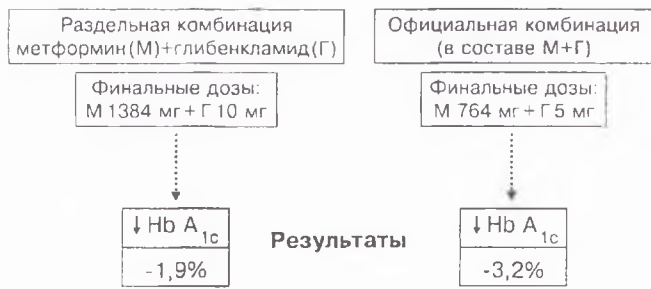 Раздельная комбинация
метформин(М)+глибенкламид(Г)
Финальные дозы:
М 1384 мг + Г 10 мг
↓ Hb A1c
-1,9%
Результаты
Официальная комбинация
(в составе М+Г)
Финальные дозы:
М 764 мг + Г 5 мг
↓ Hb A1c
-3,2%